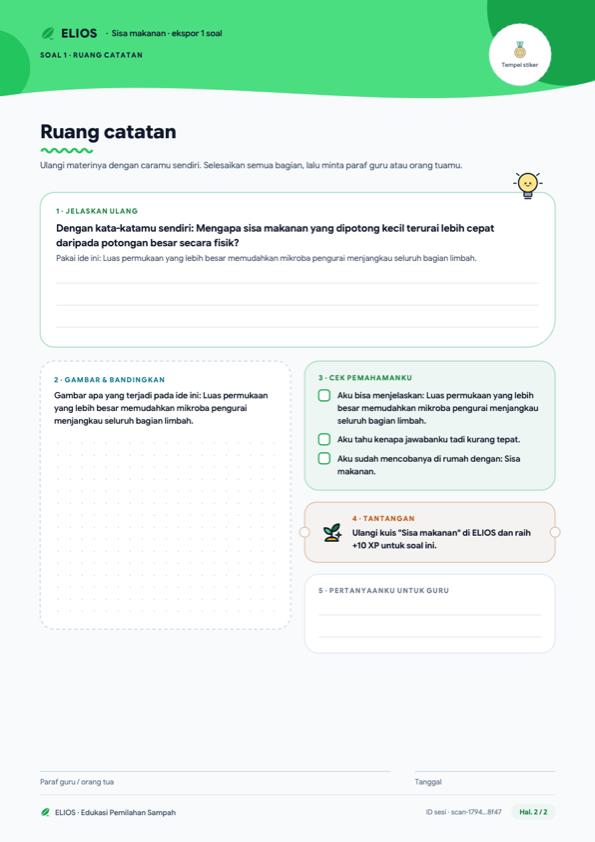 ELIOS · Sisa makanan · ekspor 1 soal
SOAL 1 · RUANG CATATAN
Tempel stiker
Ruang catatan
Ulangi materinya dengan caramu sendiri. Selesaikan semua bagian, lalu minta paraf guru atau orang tuamu.
1 · JELASKAN ULANG
Dengan kata-katamu sendiri: Mengapa sisa makanan yang dipotong kecil terurai lebih cepat
daripada potongan besar secara fisik?
Pakai ide ini: Luas permukaan yang lebih besar memudahkan mikroba pengurai menjangkau seluruh bagian limbah.
2 · GAMBAR & BANDINGKAN
Gambar apa yang terjadi pada ide ini: Luas permukaan
yang lebih besar memudahkan mikroba pengurai
menjangkau seluruh bagian limbah.
3 · CEK PEMAHAMANKU
Aku bisa menjelaskan: Luas permukaan yang lebih
besar memudahkan mikroba pengurai menjangkau
seluruh bagian limbah.
Aku tahu kenapa jawabanku tadi kurang tepat.
Aku sudah mencobanya di rumah dengan: Sisa
makanan.
4 · TANTANGAN
Ulangi kuis "Sisa makanan" di ELIOS dan raih
+10 XP untuk soal ini.
5 · PERTANYAANKU UNTUK GURU
Paraf guru / orang tua
Tanggal
ELIOS · Edukasi Pemilahan Sampah
ID sesi · scan-1794...8f47
Hal. 2 / 2